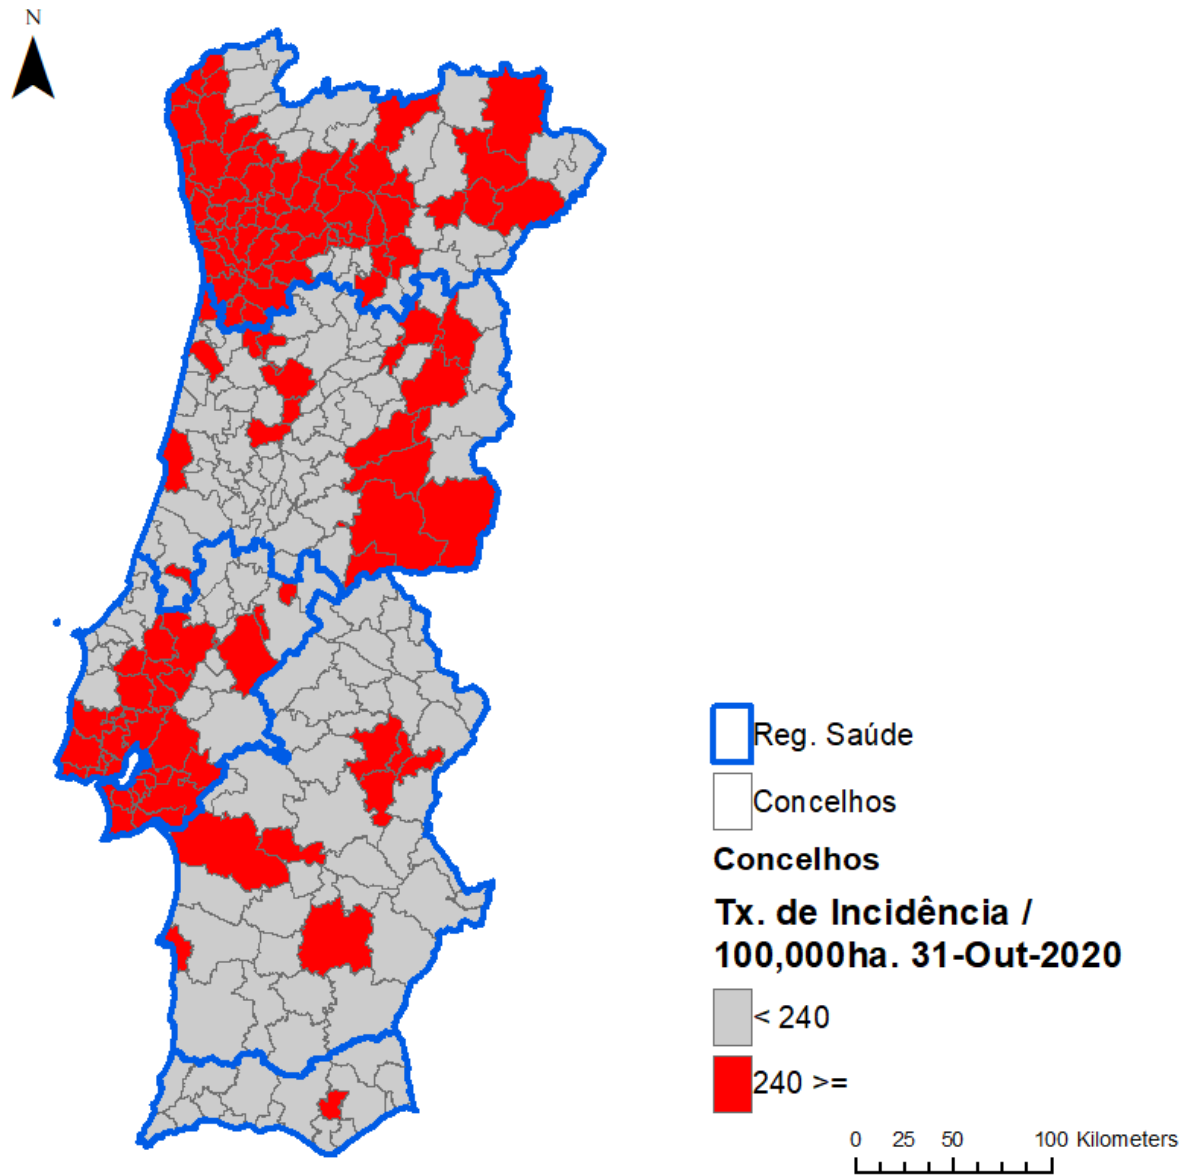 N
Reg. Saúde
Concelhos
Concelhos
Tx. de Incidência /
100,000ha. 31-Out-2020
< 240
240 >=
0 25 50 100 Kilometers